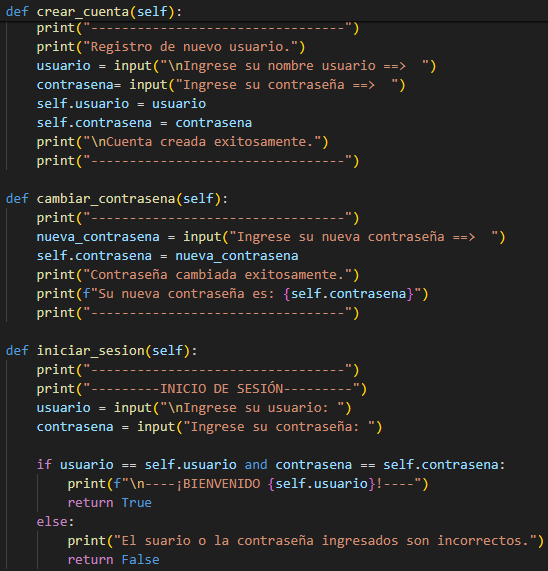 def crear_cuenta(self):
    print("---------------------------------")
    print("Registro de nuevo usuario.")
    usuario = input("\nIngrese su nombre usuario ==>  ")
    contrasena= input("Ingrese su contraseña ==>  ")
    self.usuario = usuario
    self.contrasena = contrasena
    print("\nCuenta creada exitosamente.")
    print("---------------------------------")
def cambiar_contrasena(self):
    print("---------------------------------")
    nueva_contrasena = input("Ingrese su nueva contraseña ==>  ")
    self.contrasena = nueva_contrasena
    print("Contraseña cambiada exitosamente.")
    print(f"Su nueva contraseña es: {self.contrasena}")
    print("---------------------------------")
def iniciar_sesion(self):
    print("---------------------------------")
    print("---------INICIO DE SESIÓN---------")
    usuario = input("\nIngrese su usuario: ")
    contrasena = input("Ingrese su contraseña: ")
    if usuario == self.usuario and contrasena == self.contrasena:
        print(f"\n----¡BIENVENIDO {self.usuario}!----")
        return True
    else:
        print("El suario o la contraseña ingresados son incorrectos.")
        return False